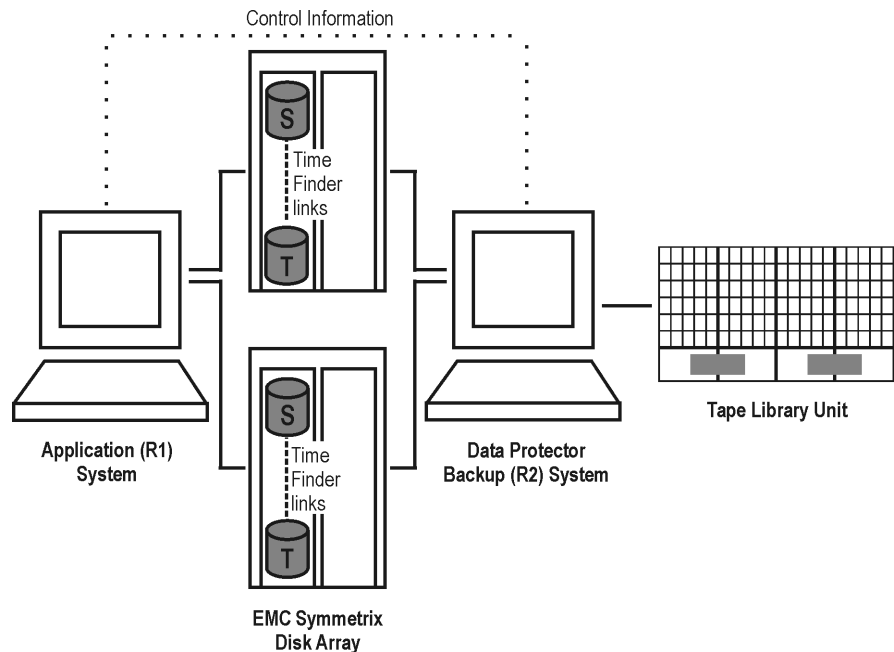 Control Information
S
Time
Finder
links
T
S
Time
Finder
links
T
Application (R1)
System
Data Protector
Backup (R2) System
Tape Library Unit
EMC Symmetrix
Disk Array